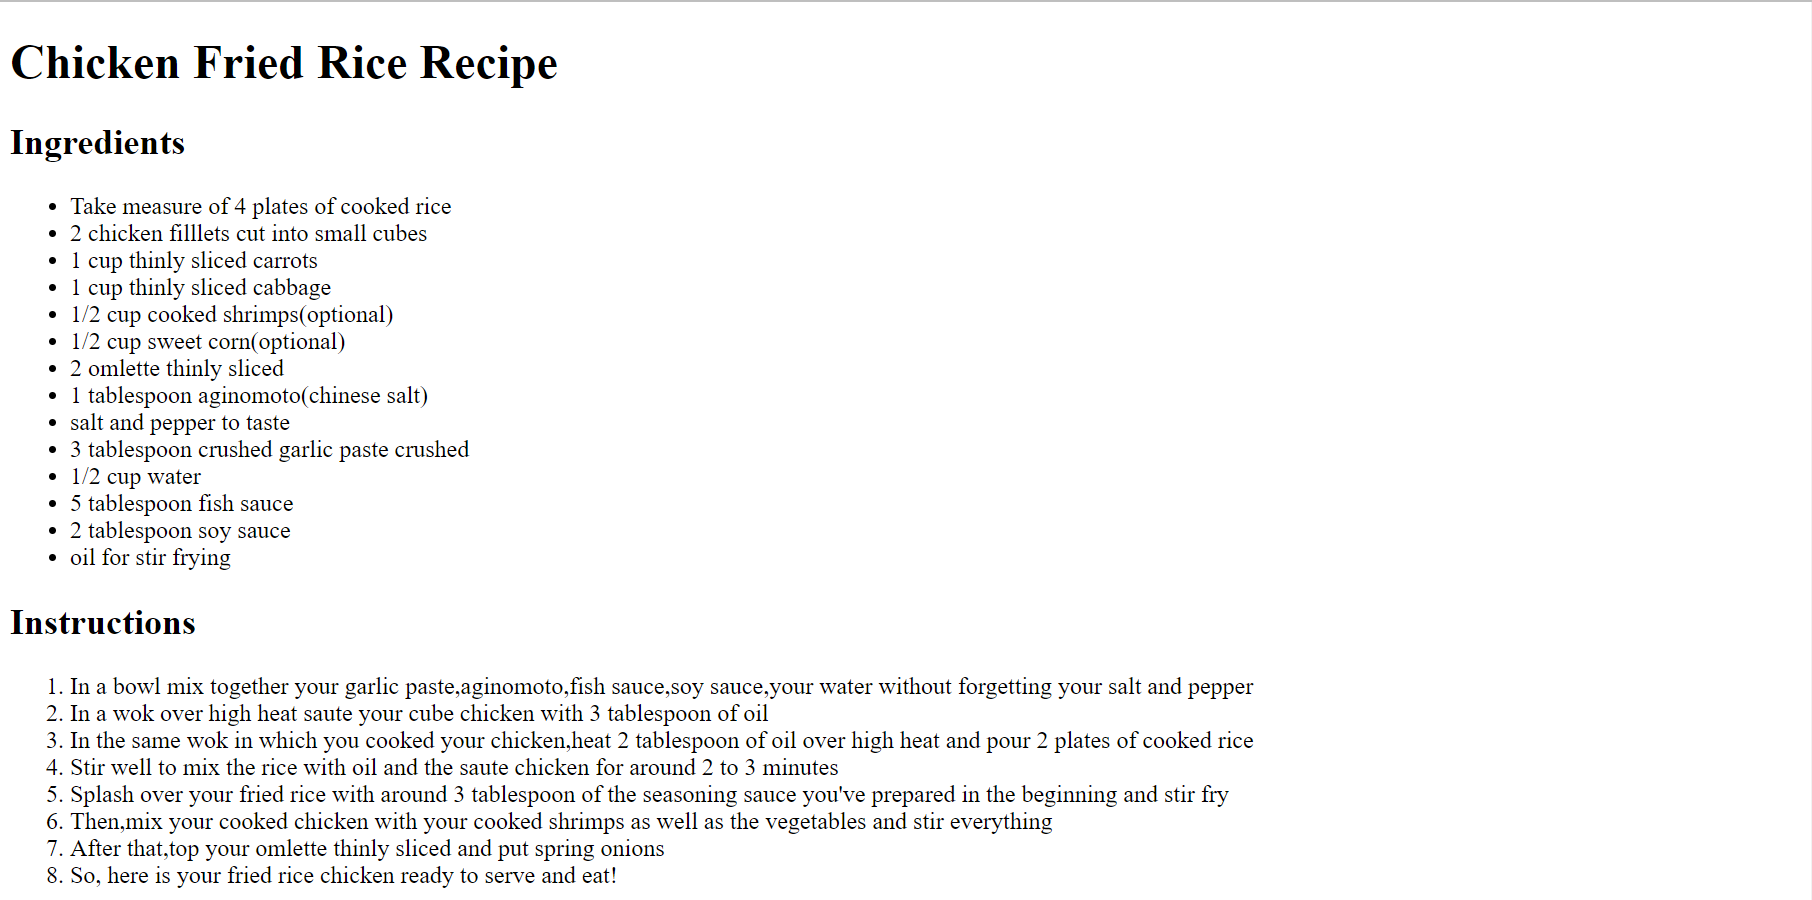 Chicken Fried Rice Recipe
Ingredients
• Take measure of 4 plates of cooked rice
• 2 chicken filllets cut into small cubes
• 1 cup thinly sliced carrots
• 1 cup thinly sliced cabbage
• 1/2 cup cooked shrimps(optional)
• 1/2 cup sweet corn(optional)
• 2 omlette thinly sliced
• 1 tablespoon aginomoto(chinese salt)
• salt and pepper to taste
• 3 tablespoon crushed garlic paste crushed
• 1/2 cup water
• 5 tablespoon fish sauce
• 2 tablespoon soy sauce
• oil for stir frying
Instructions
1. In a bowl mix together your garlic paste,aginomoto,fish sauce,soy sauce,your water without forgetting your salt and pepper
2. In a wok over high heat saute your cube chicken with 3 tablespoon of oil
3. In the same wok in which you cooked your chicken,heat 2 tablespoon of oil over high heat and pour 2 plates of cooked rice
4. Stir well to mix the rice with oil and the saute chicken for around 2 to 3 minutes
5. Splash over your fried rice with around 3 tablespoon of the seasoning sauce you've prepared in the beginning and stir fry
6. Then,mix your cooked chicken with your cooked shrimps as well as the vegetables and stir everything
7. After that,top your omlette thinly sliced and put spring onions
8. So, here is your fried rice chicken ready to serve and eat!